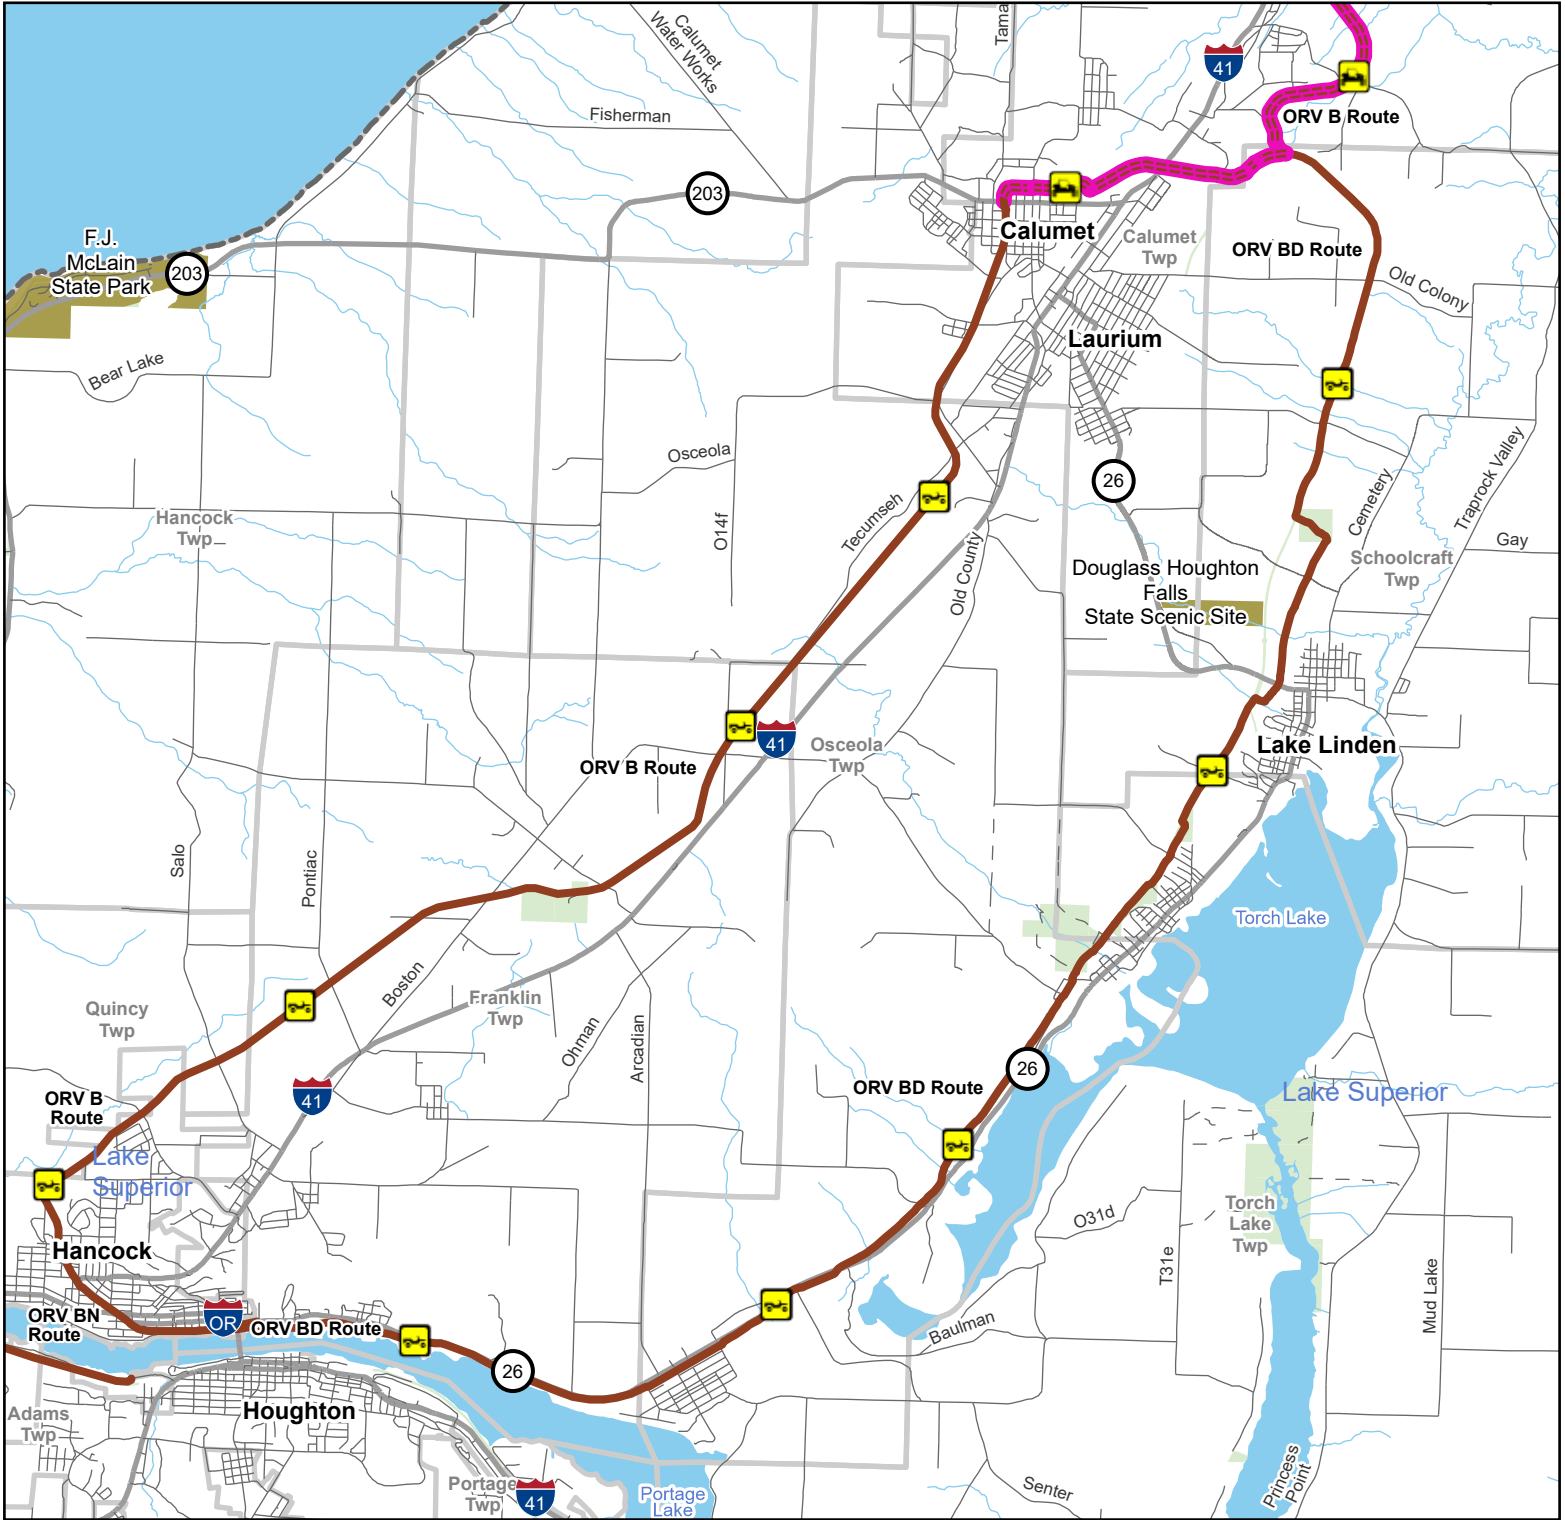 Calumet
Water Works
Tama
41
Fisherman
ORV B Route
203
Calumet
Calumet
Twp
ORV BD Route
F.J.
McLain
State Park
203
Old Colony
Bear Lake
Laurium
Osceola
26
Traprock Valley
Cemetery
Tecumseh
O14f
Hancock
Twp
Gay
Old County
Schoolcraft
Twp
Douglass Houghton
Falls
State Scenic Site
41
Osceola
Twp
Lake Linden
ORV B Route
Salo
Pontiac
Torch Lake
Boston
Franklin
Twp
Quincy
Twp
Ohman
Arcadian
26
ORV BD Route
Lake Superior
41
ORV B
Route
Lake
Superior
O31d
Torch
Lake
Twp
T31e
Mud Lake
Hancock
ORV BN
Route
OR
ORV BD Route
Baulman
26
Houghton
Adams
Twp
Portage
Twp
41
Portage
Lake
Senter
Princess
Point